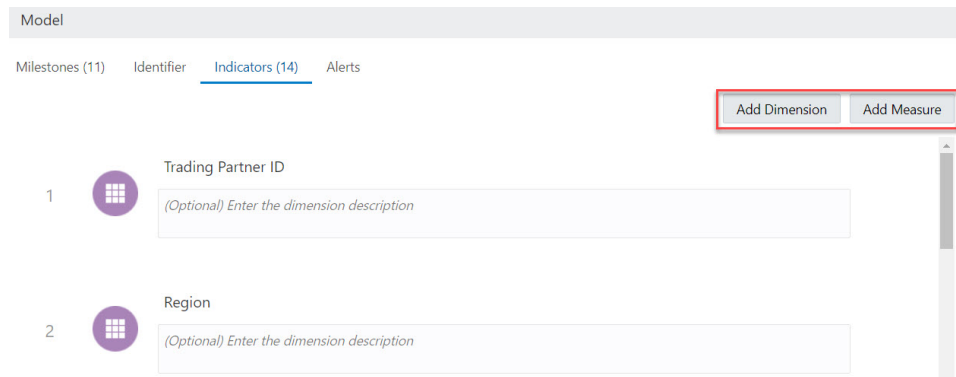 Model
Milestones (11) Identifier Indicators (14) Alerts
Add Dimension Add Measure
Trading Partner ID
1
(Optional) Enter the dimension description
Region
2
(Optional) Enter the dimension description